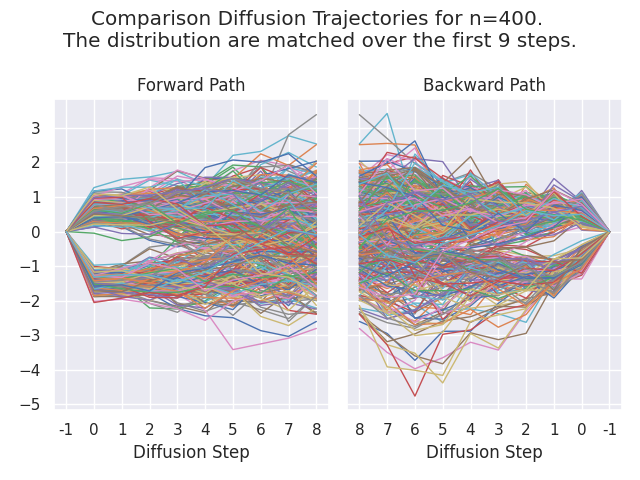 Comparison Diffusion Trajectories for n=400.
The distribution are matched over the first 9 steps.
Forward Path
Backward Path
3
2
1
0
−1
−2
−3
−4
−5
-1 0 1 2 3 4 5 6 7 8
8 7 6 5 4 3 2 1 0 -1
Diffusion Step
Diffusion Step